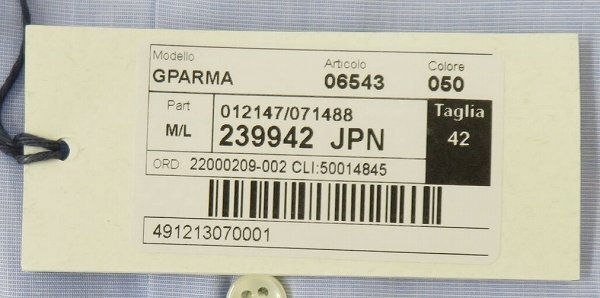 Modello Articolo Colore
GPARMA 06543 050
Part 012147/071488 Taglia
M/L 239942 JPN 42
ORD 22000209-002 CLI:50014845
491213070001